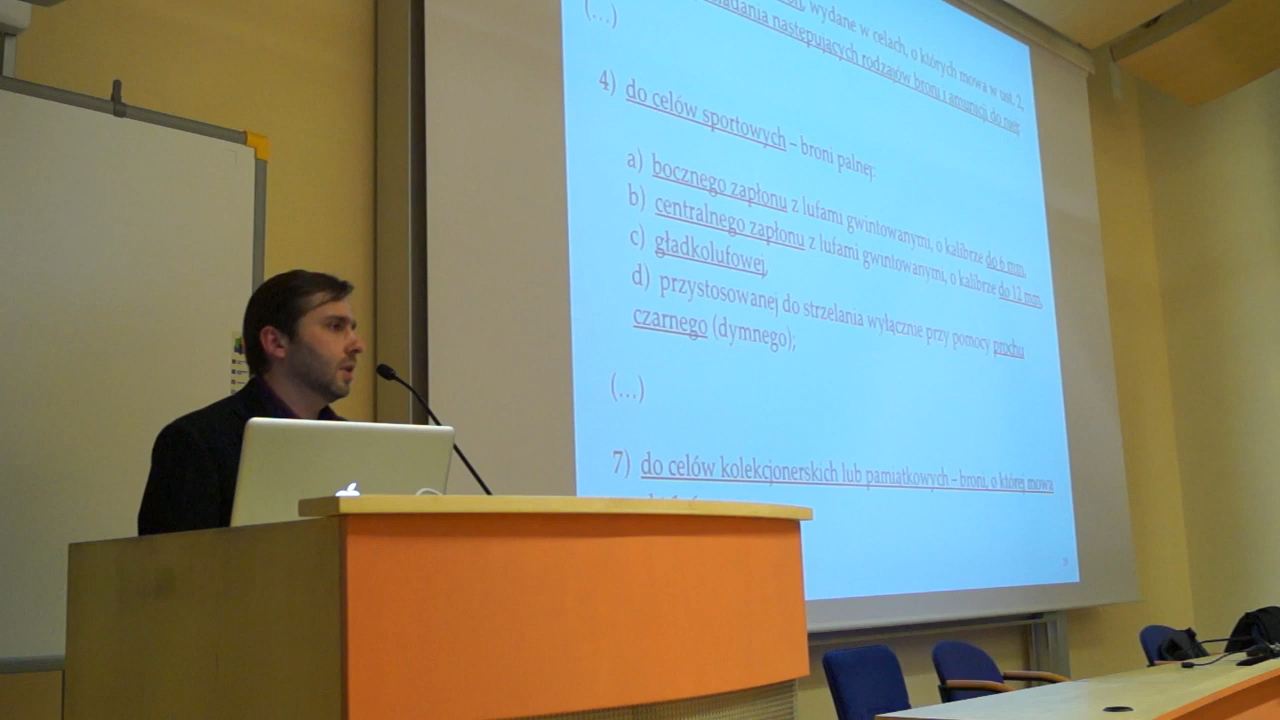 wydane w celach, o których mowa w ust. 2,
(…) następujących rodzajów broni i amunicji do
4) do celów sportowych – broni palnej:
a) bocznego zapłonu z lufami gwintowanymi, o kalibrze do 6 mm,
b) centralnego zapłonu z lufami gwintowanymi, o kalibrze do 12 mm,
c) gładkolufowej,
d) przystosowanej do strzelania wyłącznie przy pomocy prochu
czarnego (dymnego);
(…)
7) do celów kolekcjonerskich lub pamiątkowych – broni, o której mowa